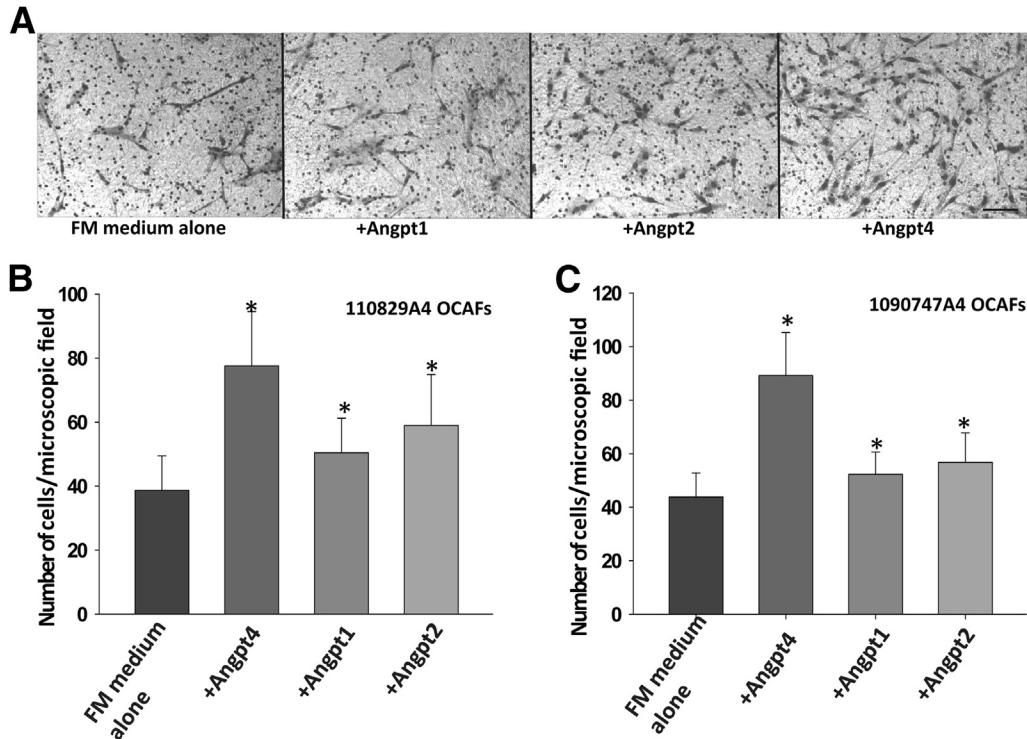 A
FM medium alone
+Angpt1
+Angpt2
+Angpt4
B
110829A4 OCAFs
Number of cells/microscopic field
100
80
60
40
20
0
*
*
*
FM medium
alone
+Angpt4
+Angpt1
+Angpt2
C
1090747A4 OCAFs
Number of cells/microscopic field
120
100
80
60
40
20
0
*
*
*
FM medium
alone
+Angpt4
+Angpt1
+Angpt2